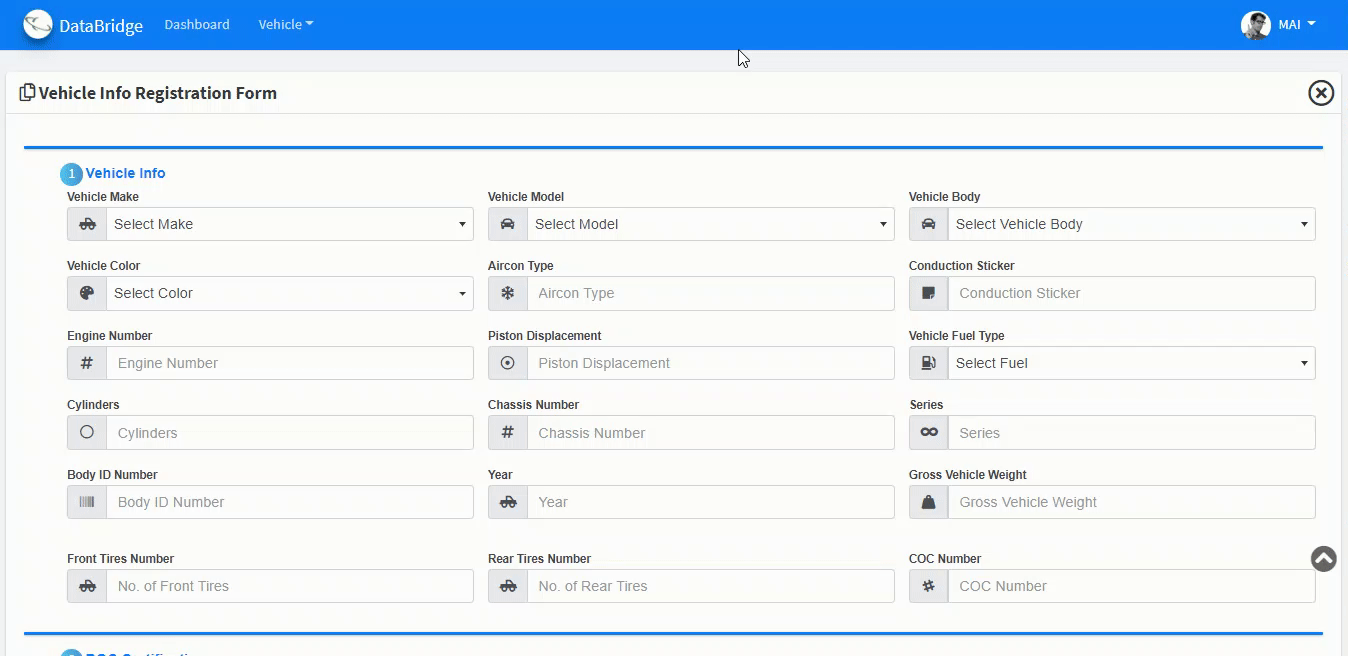 DataBridge Dashboard Vehicle MAI
Vehicle Info Registration Form
1 Vehicle Info
Vehicle Make Vehicle Model Vehicle Body
Select Make Select Model Select Vehicle Body
Vehicle Color Aircon Type Conduction Sticker
Select Color Aircon Type Conduction Sticker
Engine Number Piston Displacement Vehicle Fuel Type
# Engine Number Piston Displacement Select Fuel
Cylinders Chassis Number Series
Cylinders # Chassis Number Series
Body ID Number Year Gross Vehicle Weight
Body ID Number Year Gross Vehicle Weight
Front Tires Number Rear Tires Number COC Number
No. of Front Tires No. of Rear Tires COC Number